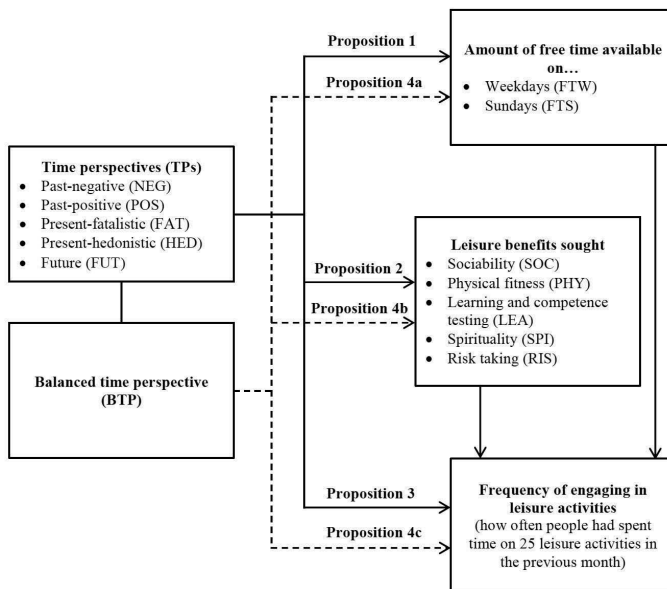 Proposition 1
Amount of free time available
on…
• Weekdays (FTW)
• Sundays (FTS)
Proposition 4a
Time perspectives (TPs)
• Past-negative (NEG)
• Past-positive (POS)
• Present-fatalistic (FAT)
• Present-hedonistic (HED)
• Future (FUT)
Proposition 2
Leisure benefits sought
• Sociability (SOC)
• Physical fitness (PHY)
• Learning and competence
testing (LEA)
• Spirituality (SPI)
• Risk taking (RIS)
Proposition 4b
Balanced time perspective
(BTP)
Proposition 3
Frequency of engaging in
leisure activities
(how often people had spent
time on 25 leisure activities in
the previous month)
Proposition 4c